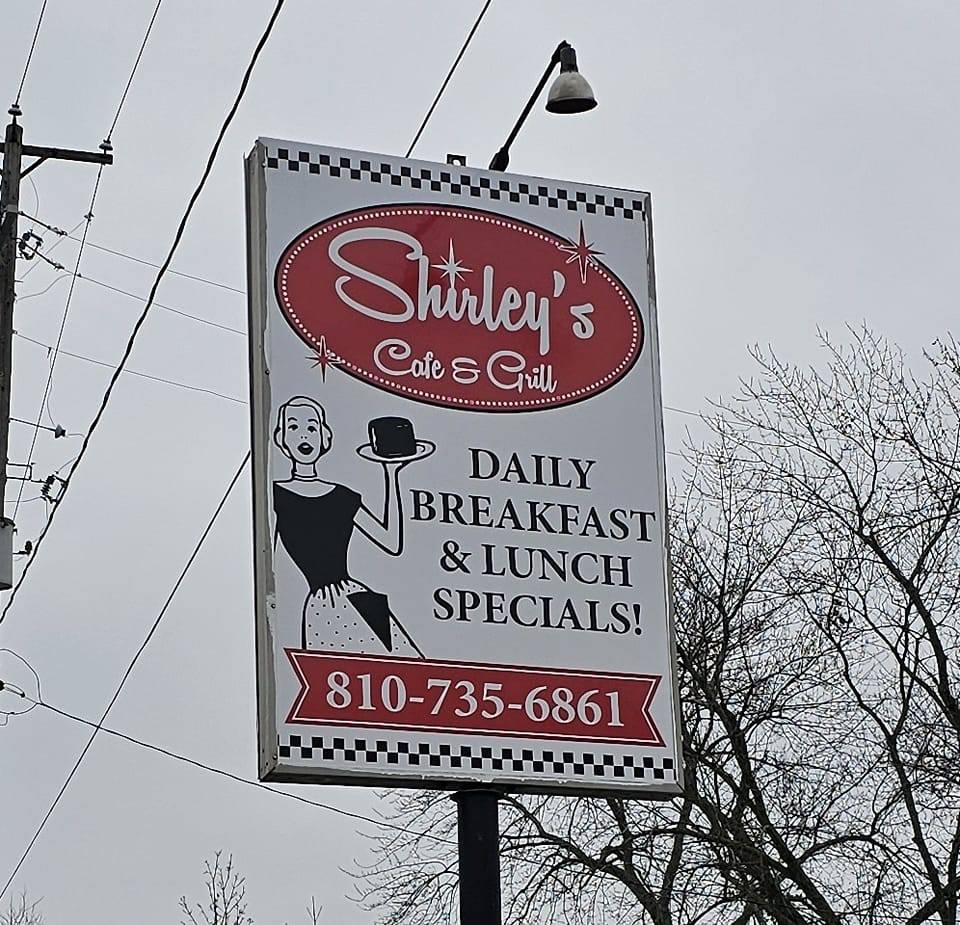 Shirley's
Cafe & Grill
DAILY
BREAKFAST
& LUNCH
SPECIALS!
810-735-6861